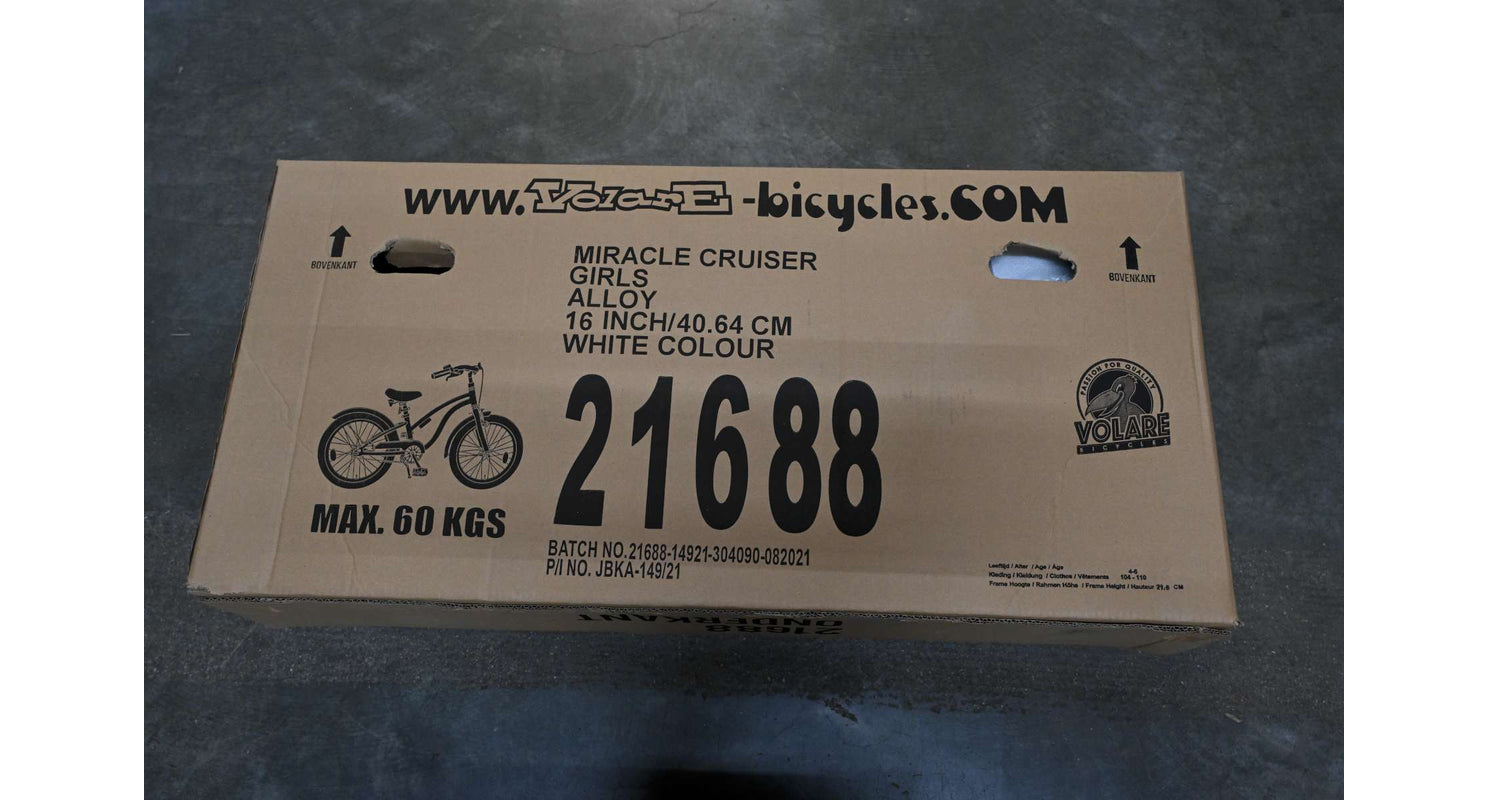 www.VolarE-bicycles.COM
BOVENKANT
BOVENKANT
MIRACLE CRUISER
GIRLS
ALLOY
16 INCH/40.64 CM
WHITE COLOUR
21688
MAX. 60 KGS
PASSION FOR QUALITY
VOLARE
BICYCLES
BATCH NO.21688-14921-304090-082021
P/I NO. JBKA-149/21
Leeftijd / Alter / Age / Âge 4-6
Kleding / Kleidung / Clothes / Vêtements 104 - 110
Frame Hoogte / Rahmen Höhe / Frame Height / Hauteur 21.6 CM
21688
ONDERKANT